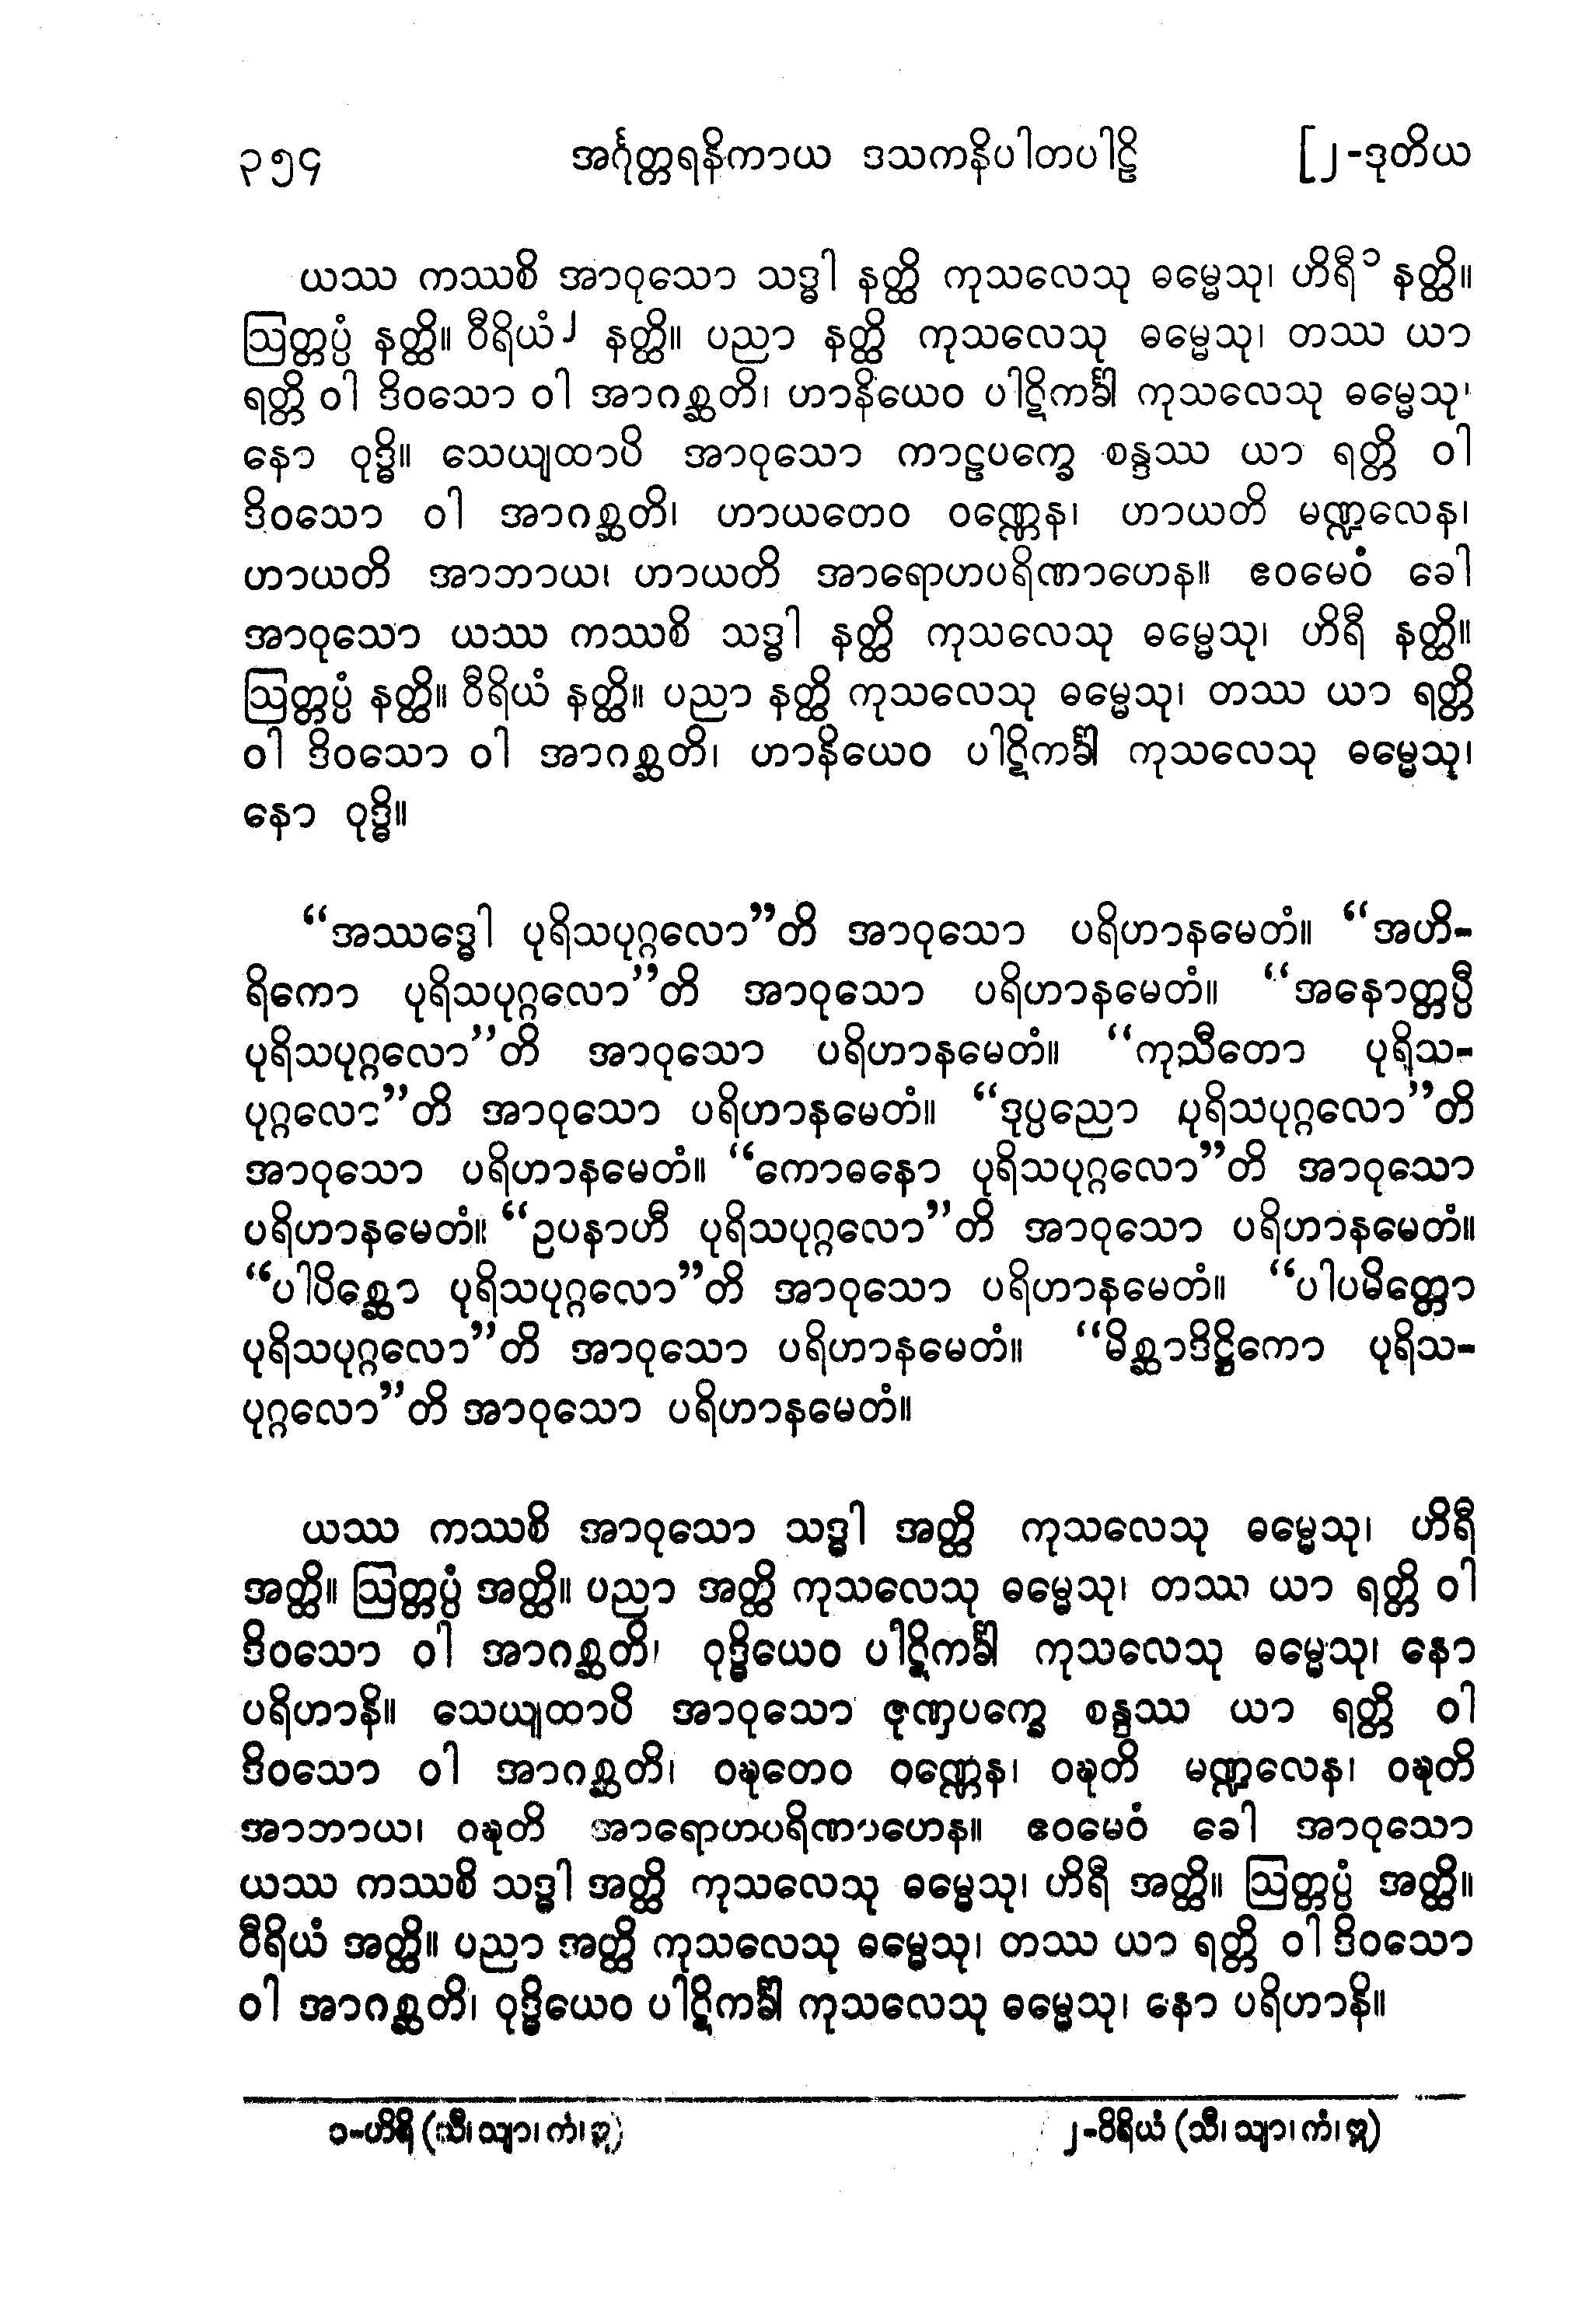 ၃၅၄ အင်္ဂုတ္တရနိကာယ ဒသကနိပါတပါဠိ [၂-ဒုတိယ
ယဿ ကဿစိ အာဝုသော သဒ္ဓါ နတ္ထိ ကုသလေသု ဓမ္မေသု၊ ဟိရီ၁ နတ္ထိ။
ဩတ္တပ္ပံ နတ္ထိ။ ဝီရိယံ၂ နတ္ထိ။ ပညာ နတ္ထိ ကုသလေသု ဓမ္မေသု၊ တဿ ယာ
ရတ္တိ ဝါ ဒိဝသော ဝါ အာဂစ္ဆတိ၊ ဟာနိယေဝ ပါဋိကင်္ခါ ကုသလေသု ဓမ္မေသု၊
နော ဝုဒ္ဓိ။ သေယျထာပိ အာဝုသော ကာဠပက္ခေ စန္ဒဿ ယာ ရတ္တိ ဝါ
ဒိဝသော ဝါ အာဂစ္ဆတိ၊ ဟာယတေဝ ဝဏ္ဏေန၊ ဟာယတိ မဏ္ဍလေန၊
ဟာယတိ အာဘာယ၊ ဟာယတိ အာရောဟပရိဏာဟေန။ ဧဝမေဝံ ခေါ
အာဝုသော ယဿ ကဿစိ သဒ္ဓါ နတ္ထိ ကုသလေသု ဓမ္မေသု၊ ဟိရီ နတ္ထိ။
ဩတ္တပ္ပံ နတ္ထိ။ ဝီရိယံ နတ္ထိ။ ပညာ နတ္ထိ ကုသလေသု ဓမ္မေသု၊ တဿ ယာ ရတ္တိ
ဝါ ဒိဝသော ဝါ အာဂစ္ဆတိ၊ ဟာနိယေဝ ပါဋိကင်္ခါ ကုသလေသု ဓမ္မေသု၊
နော ဝုဒ္ဓိ။
“အဿဒ္ဓေါ ပုရိသပုဂ္ဂလော”တိ အာဝုသော ပရိဟာနမေတံ။ “အဟိ-
ရိကော ပုရိသပုဂ္ဂလော”တိ အာဝုသော ပရိဟာနမေတံ။ “အနောတ္တပ္ပီ
ပုရိသပုဂ္ဂလော”တိ အာဝုသော ပရိဟာနမေတံ။ “ကုသီတော ပုရိသ-
ပုဂ္ဂလော”တိ အာဝုသော ပရိဟာနမေတံ။ “ဒုပ္ပညော ပုရိသပုဂ္ဂလော”တိ
အာဝုသော ပရိဟာနမေတံ။ “ကောဓနော ပုရိသပုဂ္ဂလော”တိ အာဝုသော
ပရိဟာနမေတံ။ “ဥပနာဟီ ပုရိသပုဂ္ဂလော”တိ အာဝုသော ပရိဟာနမေတံ။
“ပါပိစ္ဆော ပုရိသပုဂ္ဂလော”တိ အာဝုသော ပရိဟာနမေတံ။ “ပါပမိတ္တော
ပုရိသပုဂ္ဂလော”တိ အာဝုသော ပရိဟာနမေတံ။ “မိစ္ဆာဒိဋ္ဌိကော ပုရိသ-
ပုဂ္ဂလော”တိ အာဝုသော ပရိဟာနမေတံ။
ယဿ ကဿစိ အာဝုသော သဒ္ဓါ အတ္ထိ ကုသလေသု ဓမ္မေသု၊ ဟိရီ
အတ္ထိ။ ဩတ္တပ္ပံ အတ္ထိ။ ပညာ အတ္ထိ ကုသလေသု ဓမ္မေသု၊ တဿ ယာ ရတ္တိ ဝါ
ဒိဝသော ဝါ အာဂစ္ဆတိ၊ ဝုဒ္ဓိယေဝ ပါဋိကင်္ခါ ကုသလေသု ဓမ္မေသု၊ နော
ပရိဟာနိ။ သေယျထာပိ အာဝုသော ဇုဏှပက္ခေ စန္ဒဿ ယာ ရတ္တိ ဝါ
ဒိဝသော ဝါ အာဂစ္ဆတိ၊ ဝဍ္ဎတေဝ ဝဏ္ဏေန၊ ဝဍ္ဎတိ မဏ္ဍလေန၊ ဝဍ္ဎတိ
အာဘာယ၊ ဝဍ္ဎတိ အာရောဟပရိဏာဟေန။ ဧဝမေဝံ ခေါ အာဝုသော
ယဿ ကဿစိ သဒ္ဓါ အတ္ထိ ကုသလေသု ဓမ္မေသု၊ ဟိရီ အတ္ထိ။ ဩတ္တပ္ပံ အတ္ထိ။
ဝီရိယံ အတ္ထိ။ ပညာ အတ္ထိ ကုသလေသု ဓမ္မေသု၊ တဿ ယာ ရတ္တိ ဝါ ဒိဝသော
ဝါ အာဂစ္ဆတိ၊ ဝုဒ္ဓိယေဝ ပါဋိကင်္ခါ ကုသလေသု ဓမ္မေသု၊ နော ပရိဟာနိ။
၁-ဟိရိ (သီ၊ သျာ၊ ကံ၊ ဣ) ၂-ဝိရိယံ (သီ၊ သျာ၊ ကံ၊ ဣ)